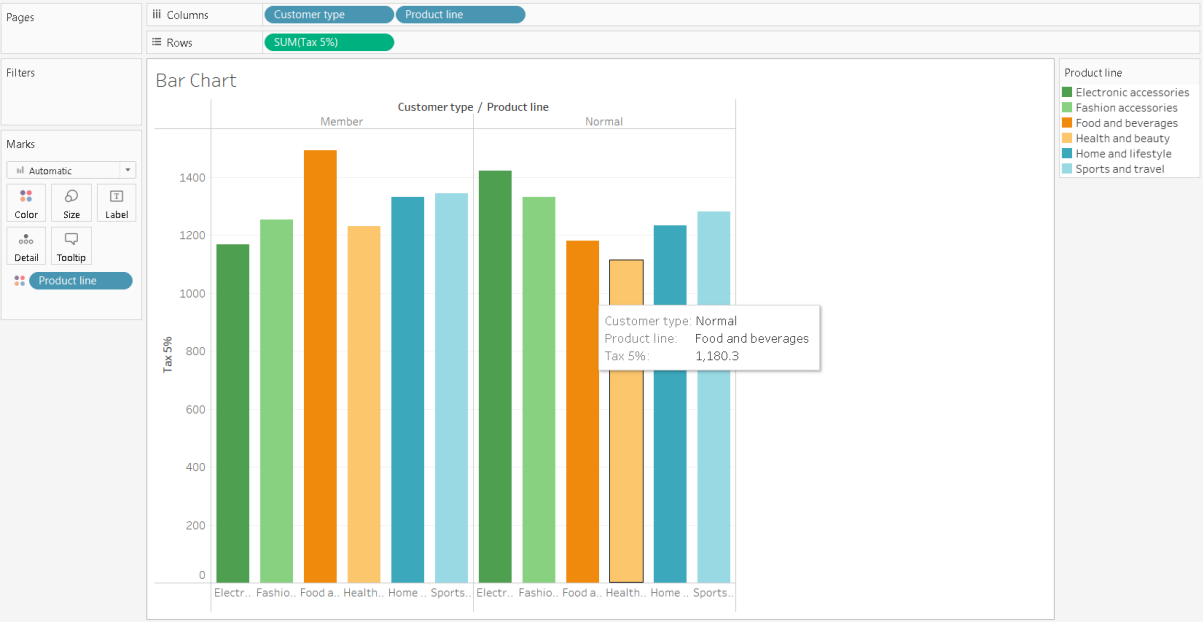 Pages
Columns
Customer type
Product line
Rows
SUM(Tax 5%)
Filters
Marks
Automatic
Color
Size
Label
Detail
Tooltip
Product line
Bar Chart
Customer type / Product line
Member
Normal
1400
1200
1000
800
600
400
200
0
Tax 5%
Customer type: Normal
Product line: Food and beverages
Tax 5%: 1,180.3
Electr.. Fashio.. Food a.. Health.. Home .. Sports.. Electr.. Fashio.. Food a.. Health.. Home .. Sports..
Product line
Electronic accessories
Fashion accessories
Food and beverages
Health and beauty
Home and lifestyle
Sports and travel